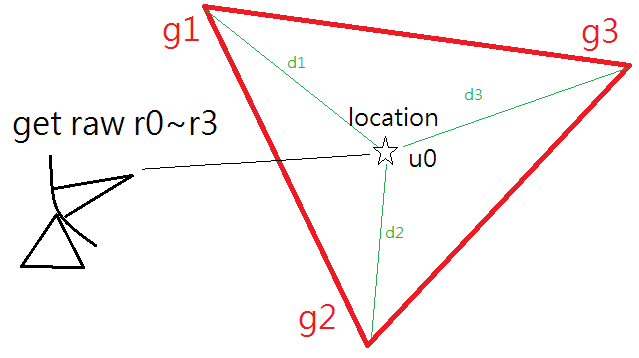 g1
g3
d1
d3
location
get raw r0~r3
u0
d2
g2